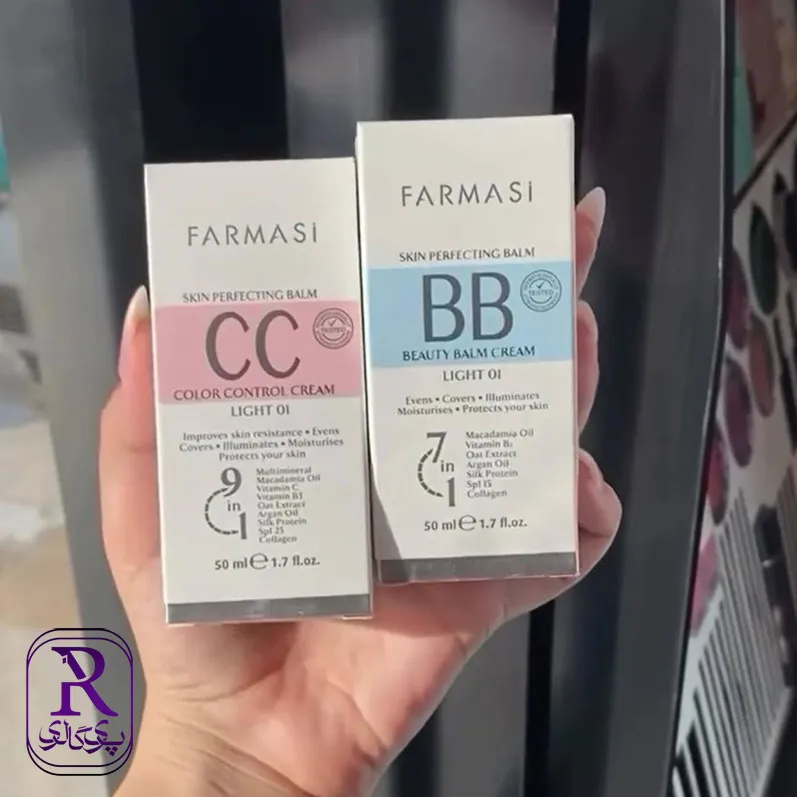 FARMASi
SKIN PERFECTING BALM
CC
COLOR CONTROL CREAM
LIGHT 01
Improves skin resistance • Evens
Covers • Illuminates • Moisturises
Protects your skin
9 in 1
Multimineral
Macadamia Oil
Vitamin C
Vitamin B3
Oat Extract
Argan Oil
Silk Protein
Spf 25
Collagen
50 ml ℮ 1.7 fl.oz.
FARMASi
SKIN PERFECTING BALM
BB
TESTED
BEAUTY BALM CREAM
LIGHT 01
Evens • Covers • Illuminates
Moisturises • Protects your skin
7 in 1
Macadamia Oil
Oat Extract
Argan Oil
Silk Protein
Spf 15
Collagen
50 ml ℮ 1.7 fl.oz.
R